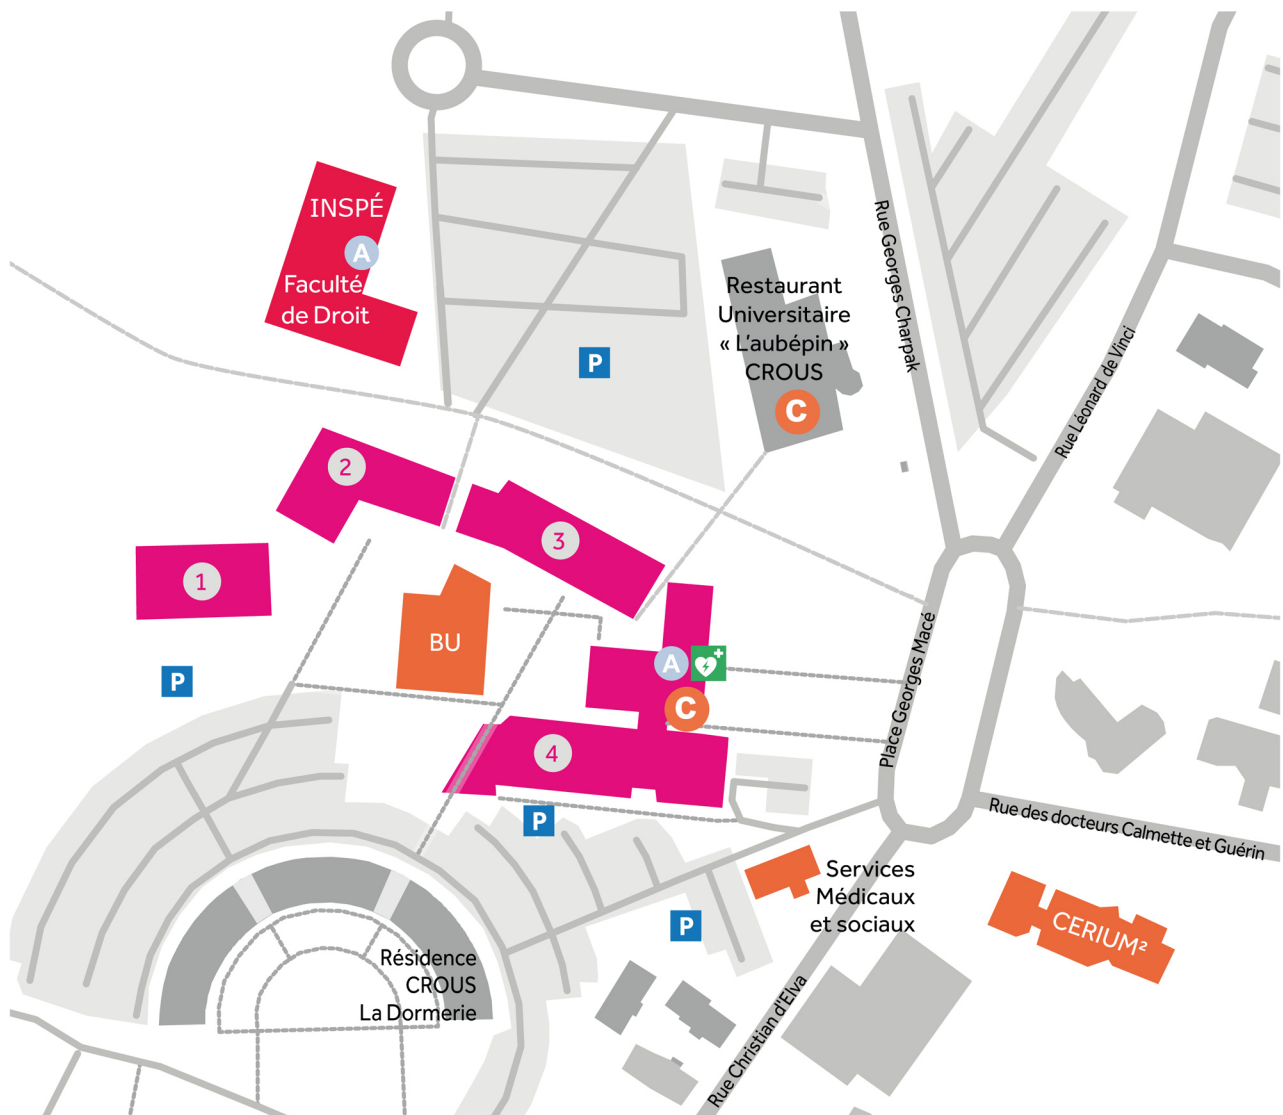 INSPÉ
A
Faculté
de Droit
P
Restaurant
Universitaire
« L'aubépin »
CROUS
C
Rue Georges Charpak
Rue Léonard de Vinci
2
3
1
BU
P
A
C
4
P
Place Georges Macé
Rue des docteurs Calmette et Guérin
Services
Médicaux
et sociaux
P
CERIUM²
Résidence
CROUS
La Dormerie
Rue Christian d'Elva